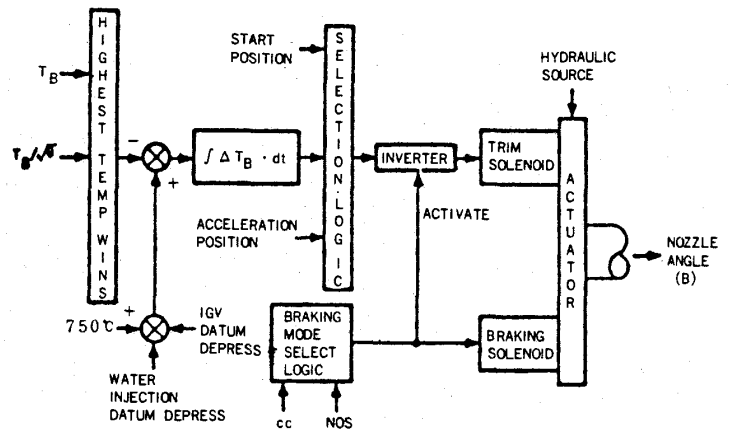 HIGHEST TEMP WINS
T_B
T_B/√δ
START
POSITION
SELECTION LOGIC
HYDRAULIC
SOURCE
−
+
∫ Δ T_B · dt
INVERTER
TRIM
SOLENOID
ACTUATOR
ACCELERATION
POSITION
ACTIVATE
NOZZLE
ANGLE
(B)
+
750℃
IGV
DATUM
DEPRESS
BRAKING
MODE
SELECT
LOGIC
BRAKING
SOLENOID
WATER
INJECTION
DATUM DEPRESS
cc
NOS